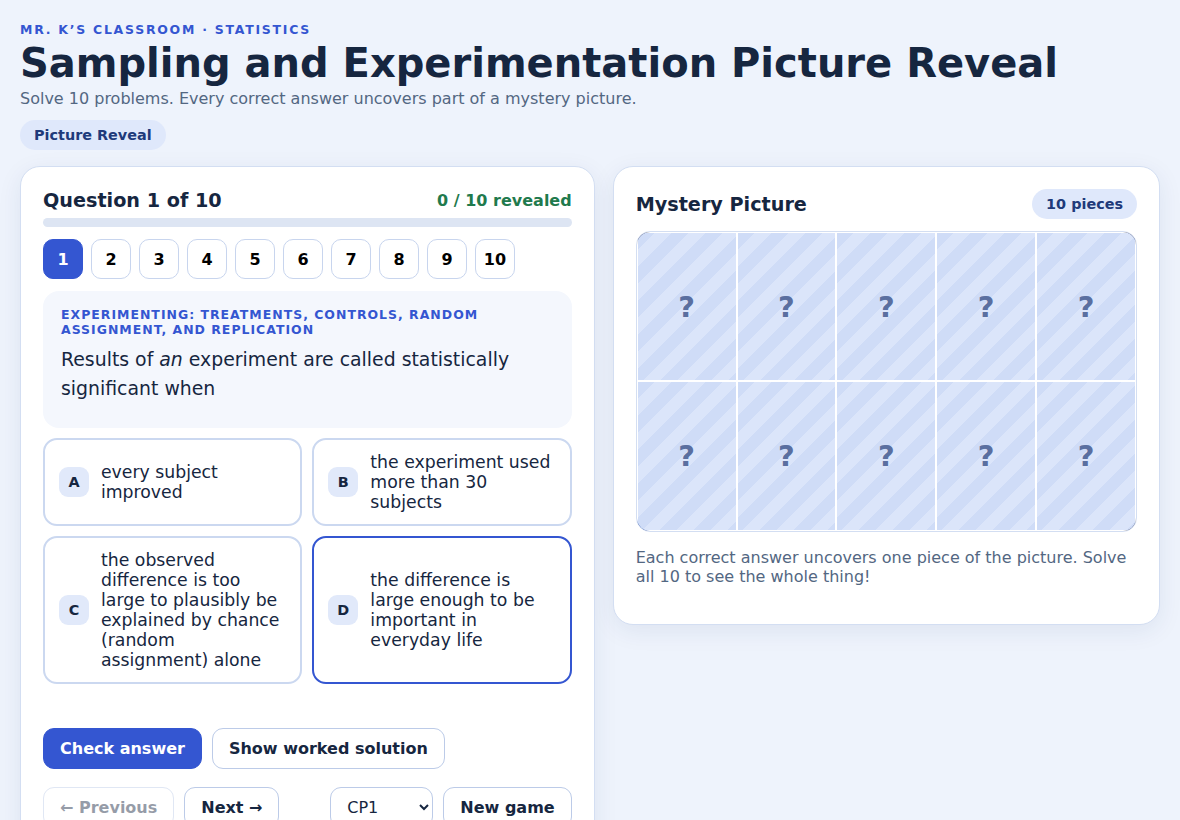 MR. K’S CLASSROOM · STATISTICS
Sampling and Experimentation Picture Reveal
Solve 10 problems. Every correct answer uncovers part of a mystery picture.
Picture Reveal
Question 1 of 10
0 / 10 revealed
1 2 3 4 5 6 7 8 9 10
EXPERIMENTING: TREATMENTS, CONTROLS, RANDOM
ASSIGNMENT, AND REPLICATION
Results of an experiment are called statistically
significant when
A
every subject
improved
B
the experiment used
more than 30
subjects
C
the observed
difference is too
large to plausibly be
explained by chance
(random
assignment) alone
D
the difference is
large enough to be
important in
everyday life
Check answer
Show worked solution
← Previous
Next →
CP1
New game
Mystery Picture
10 pieces
? ? ? ? ?
? ? ? ? ?
Each correct answer uncovers one piece of the picture. Solve
all 10 to see the whole thing!